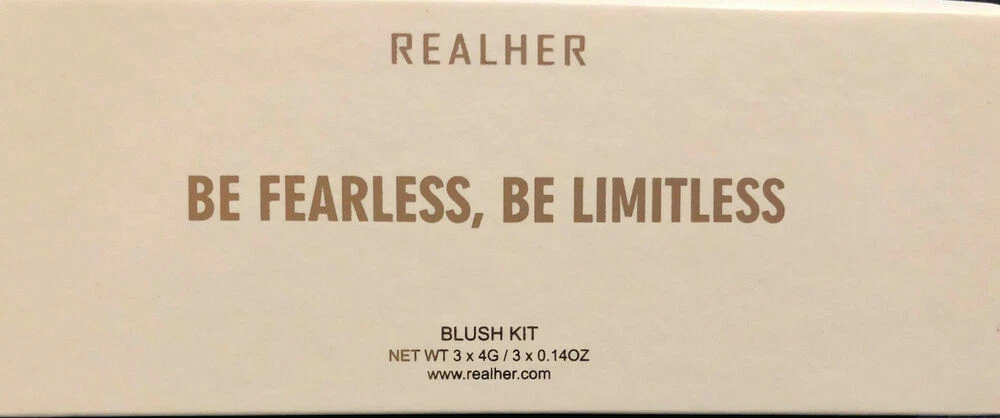 REALHER
BE FEARLESS, BE LIMITLESS
BLUSH KIT
NET WT 3 x 4G / 3 x 0.14OZ
www.realher.com